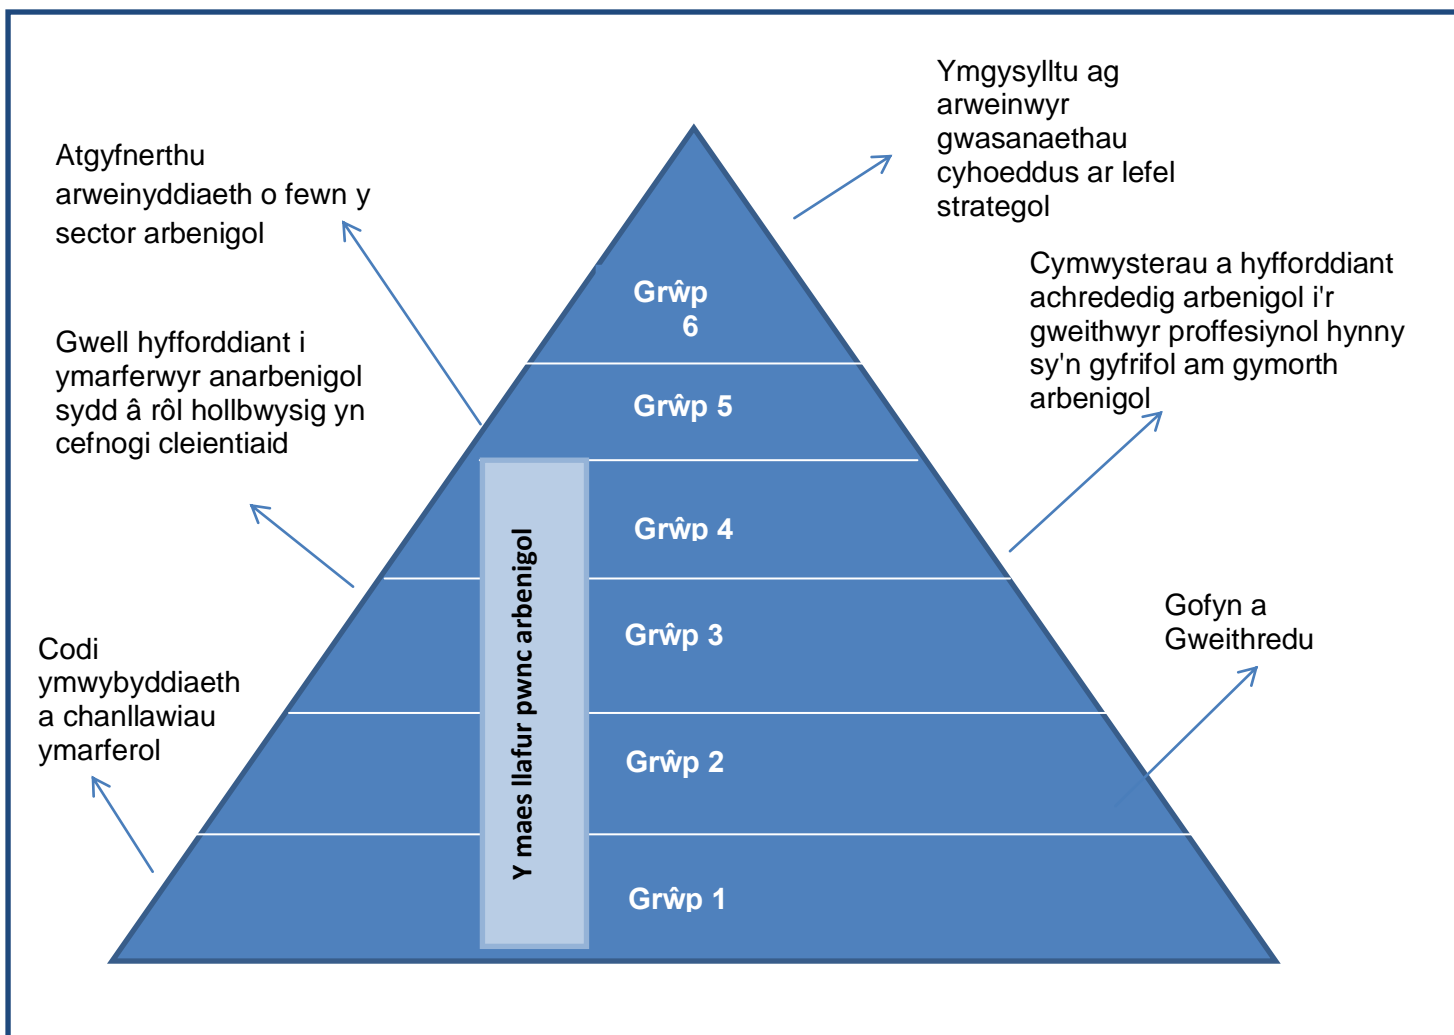 Ymgysylltu ag
arweinwyr
gwasanaethau
cyhoeddus ar lefel
strategol
Atgyfnerthu
arweinyddiaeth o fewn y
sector arbenigol
Cymwysterau a hyfforddiant
achrededig arbenigol i'r
gweithwyr proffesiynol hynny
sy'n gyfrifol am gymorth
arbenigol
Gwell hyfforddiant i
ymarferwyr anarbenigol
sydd â rôl hollbwysig yn
cefnogi cleientiaid
Gofyn a
Gweithredu
Codi
ymwybyddiaeth
a chanllawiau
ymarferol
Grŵp
6
Grŵp 5
Grŵp 4
Grŵp 3
Grŵp 2
Grŵp 1
Y maes llafur pwnc arbenigol